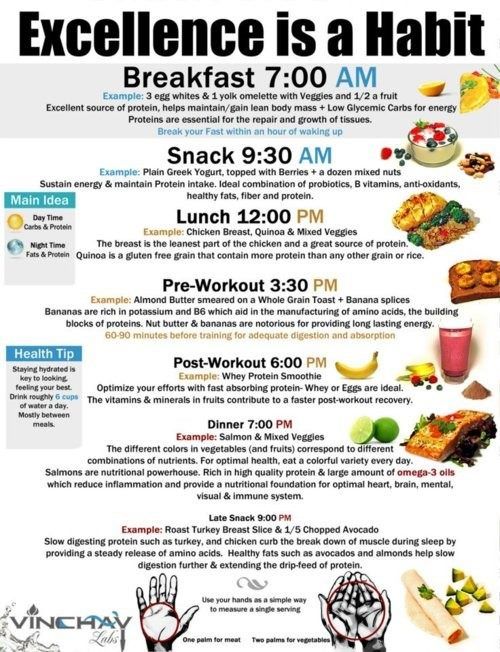 Excellence is a Habit
Breakfast 7:00 AM
Example: 3 egg whites & 1 yolk omelette with Veggies and 1/2 a fruit
Excellent source of protein, helps maintain/gain lean body mass + Low Glycemic Carbs for energy
Proteins are essential for the repair and growth of tissues.
Break your Fast within an hour of waking up
Snack 9:30 AM
Example: Plain Greek Yogurt, topped with Berries + a dozen mixed nuts
Sustain energy & maintain Protein intake. Ideal combination of probiotics, B vitamins, anti-oxidants,
healthy fats, fiber and protein.
Main Idea
Day Time
Carbs & Protein
Night Time
Fats & Protein
Lunch 12:00 PM
Example: Chicken Breast, Quinoa & Mixed Veggies
The breast is the leanest part of the chicken and a great source of protein.
Quinoa is a gluten free grain that contain more protein than any other grain or rice.
Pre-Workout 3:30 PM
Example: Almond Butter smeared on a Whole Grain Toast + Banana splices
Bananas are rich in potassium and B6 which aid in the manufacturing of amino acids, the building
blocks of proteins. Nut butter & bananas are notorious for providing long lasting energy.
60-90 minutes before training for adequate digestion and absorption
Health Tip
Staying hydrated is
key to looking,
feeling your best.
Drink roughly 6 cups
of water a day.
Mostly between
meals.
Post-Workout 6:00 PM
Example: Whey Protein Smoothie
Optimize your efforts with fast absorbing protein- Whey or Eggs are ideal.
The vitamins & minerals in fruits contribute to a faster post-workout recovery.
Dinner 7:00 PM
Example: Salmon & Mixed Veggies
The different colors in vegetables (and fruits) correspond to different
combinations of nutrients. For optimal health, eat a colorful variety every day.
Salmons are nutritional powerhouse. Rich in high quality protein & large amount of omega-3 oils
which reduce inflammation and provide a nutritional foundation for optimal heart, brain, mental,
visual & immune system.
Late Snack 9:00 PM
Example: Roast Turkey Breast Slice & 1/5 Chopped Avocado
Slow digesting protein such as turkey, and chicken curb the break down of muscle during sleep by
providing a steady release of amino acids. Healthy fats such as avocados and almonds help slow
digestion further & extending the drip-feed of protein.
Use your hands as a simple way
to measure a single serving
One palm for meat
Two palms for vegetables
VINCHAY
Labs